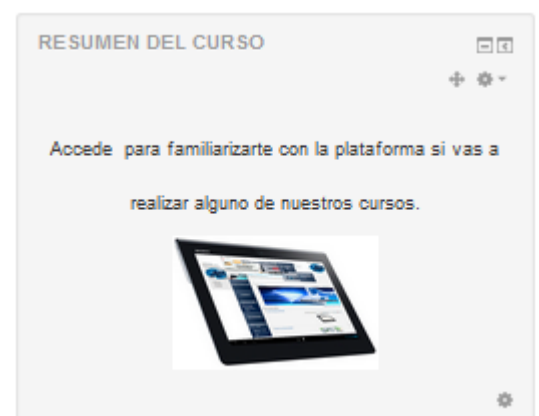 RESUMEN DEL CURSO
Accede para familiarizarte con la plataforma si vas a
realizar alguno de nuestros cursos.